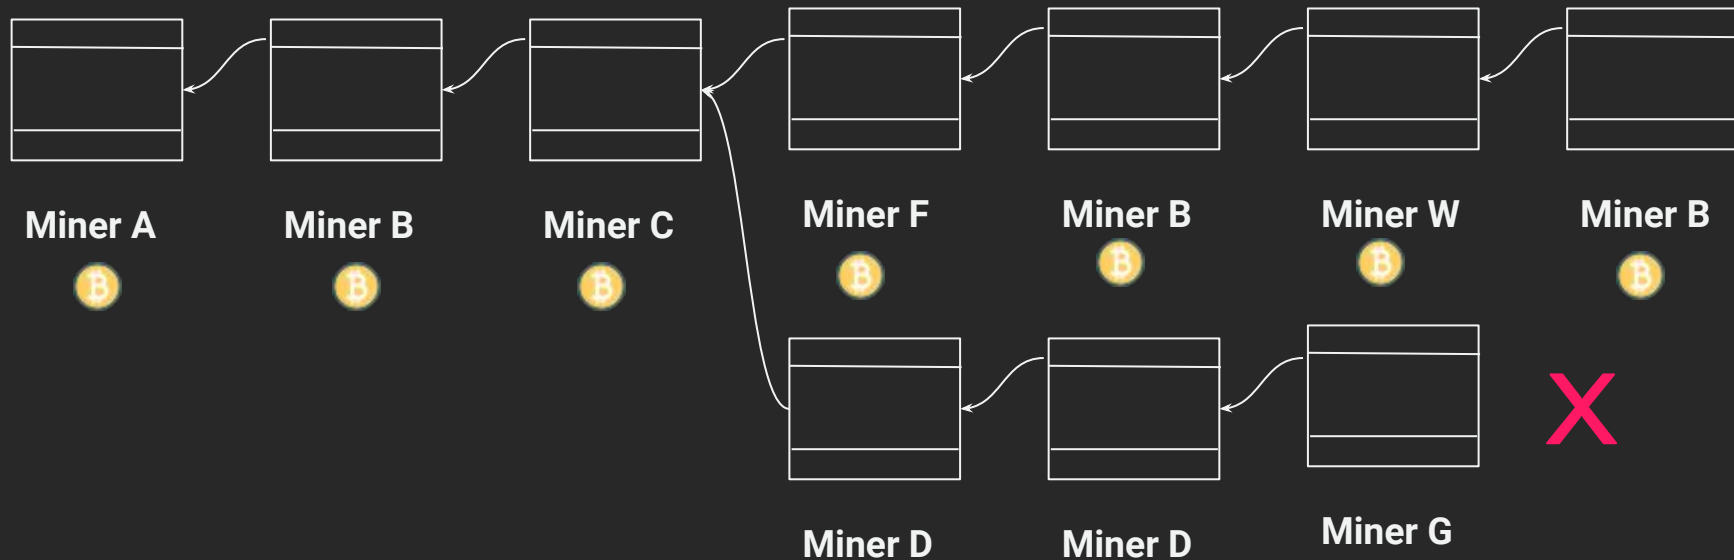 Miner A
Miner B
Miner C
Miner F
Miner B
Miner W
Miner B
X
Miner D
Miner D
Miner G